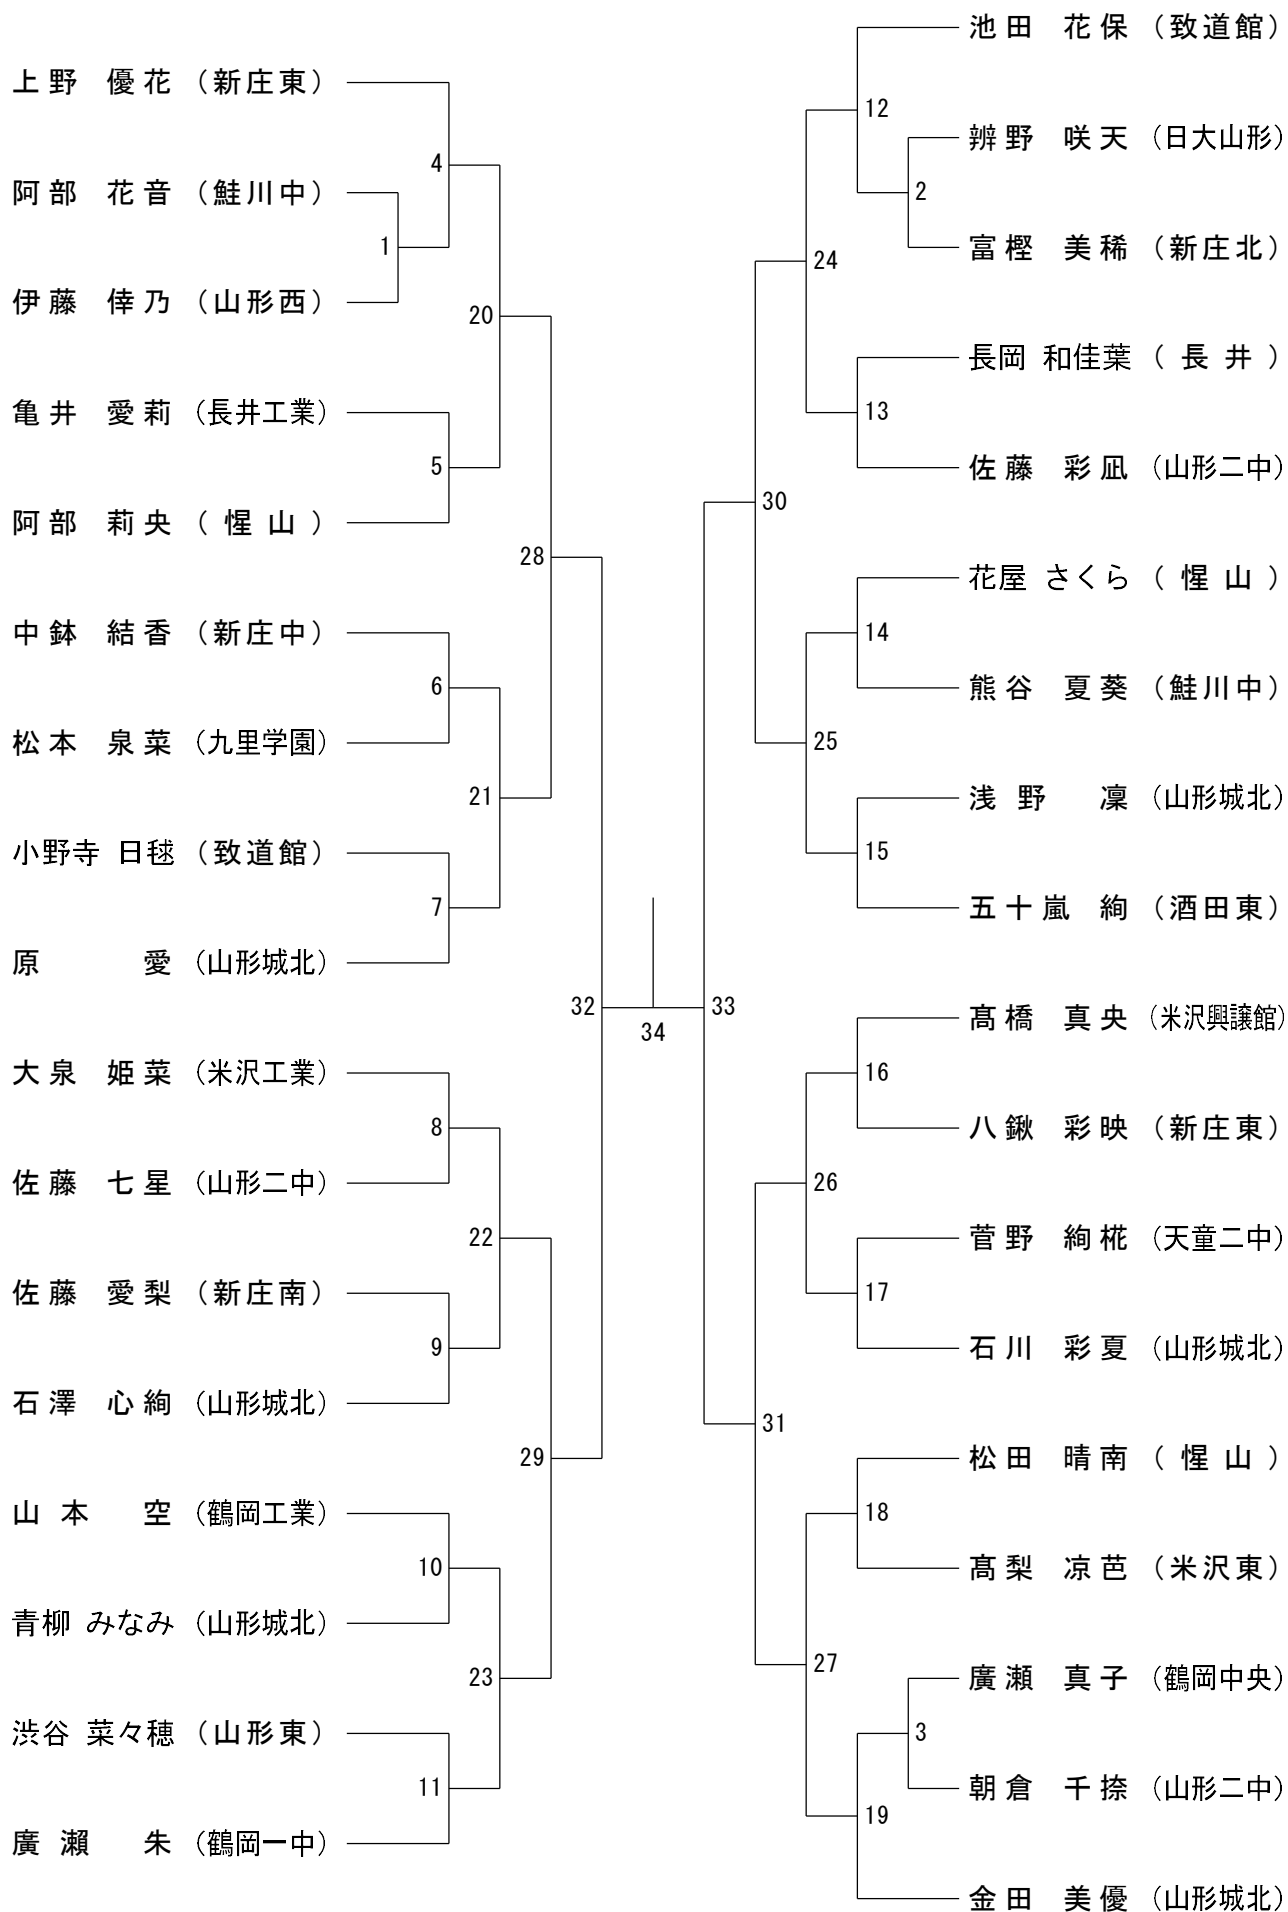 上野 優花 （新庄東）
4
阿部 花音 （鮭川中）
1
伊藤 倖乃 （山形西）
20
亀井 愛莉 （長井工業）
5
阿部 莉央 （惺山）
28
中鉢 結香 （新庄中）
6
松本 泉菜 （九里学園）
21
小野寺 日毬 （致道館）
7
原 愛 （山形城北）
32
大泉 姫菜 （米沢工業）
8
佐藤 七星 （山形二中）
22
佐藤 愛梨 （新庄南）
9
石澤 心絢 （山形城北）
29
山本 空 （鶴岡工業）
10
青柳 みなみ （山形城北）
23
渋谷 菜々穂 （山形東）
11
廣瀬 朱 （鶴岡一中）
34
池田 花保 （致道館）
12
辨野 咲天 （日大山形）
2
富樫 美稀 （新庄北）
24
長岡 和佳葉 （長井）
13
佐藤 彩凪 （山形二中）
30
花屋 さくら （惺山）
14
熊谷 夏葵 （鮭川中）
25
浅野 凜 （山形城北）
15
五十嵐 絢 （酒田東）
33
髙橋 真央 （米沢興譲館）
16
八鍬 彩映 （新庄東）
26
菅野 絢椛 （天童二中）
17
石川 彩夏 （山形城北）
31
松田 晴南 （惺山）
18
髙梨 凉芭 （米沢東）
27
廣瀬 真子 （鶴岡中央）
3
朝倉 千捺 （山形二中）
19
金田 美優 （山形城北）